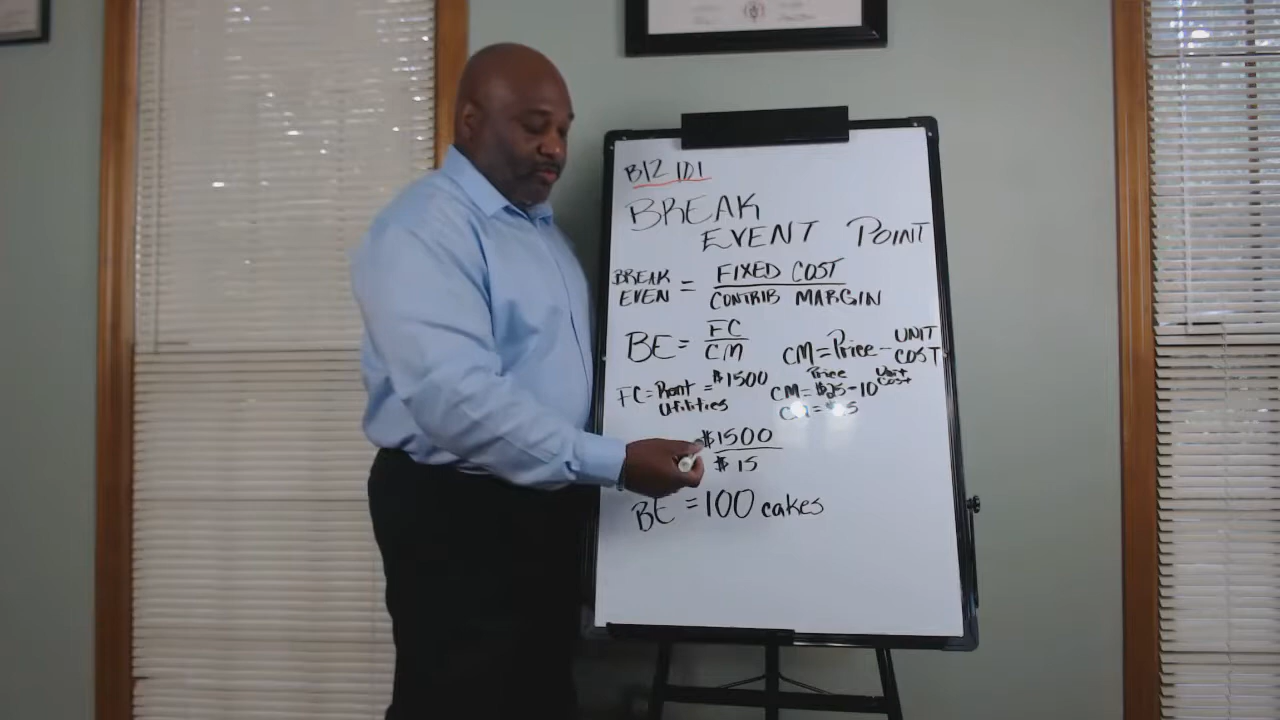 BIZ 101
BREAK
EVENT POINT
BREAK EVEN = FIXED COST / CONTRIB MARGIN
BE = FC / CM
CM = Price - UNIT COST
FC = Rent Utilities = $1500
Price Unit Cost
CM = $25 - 10
CM =
$1500
$ 15
BE = 100 cakes